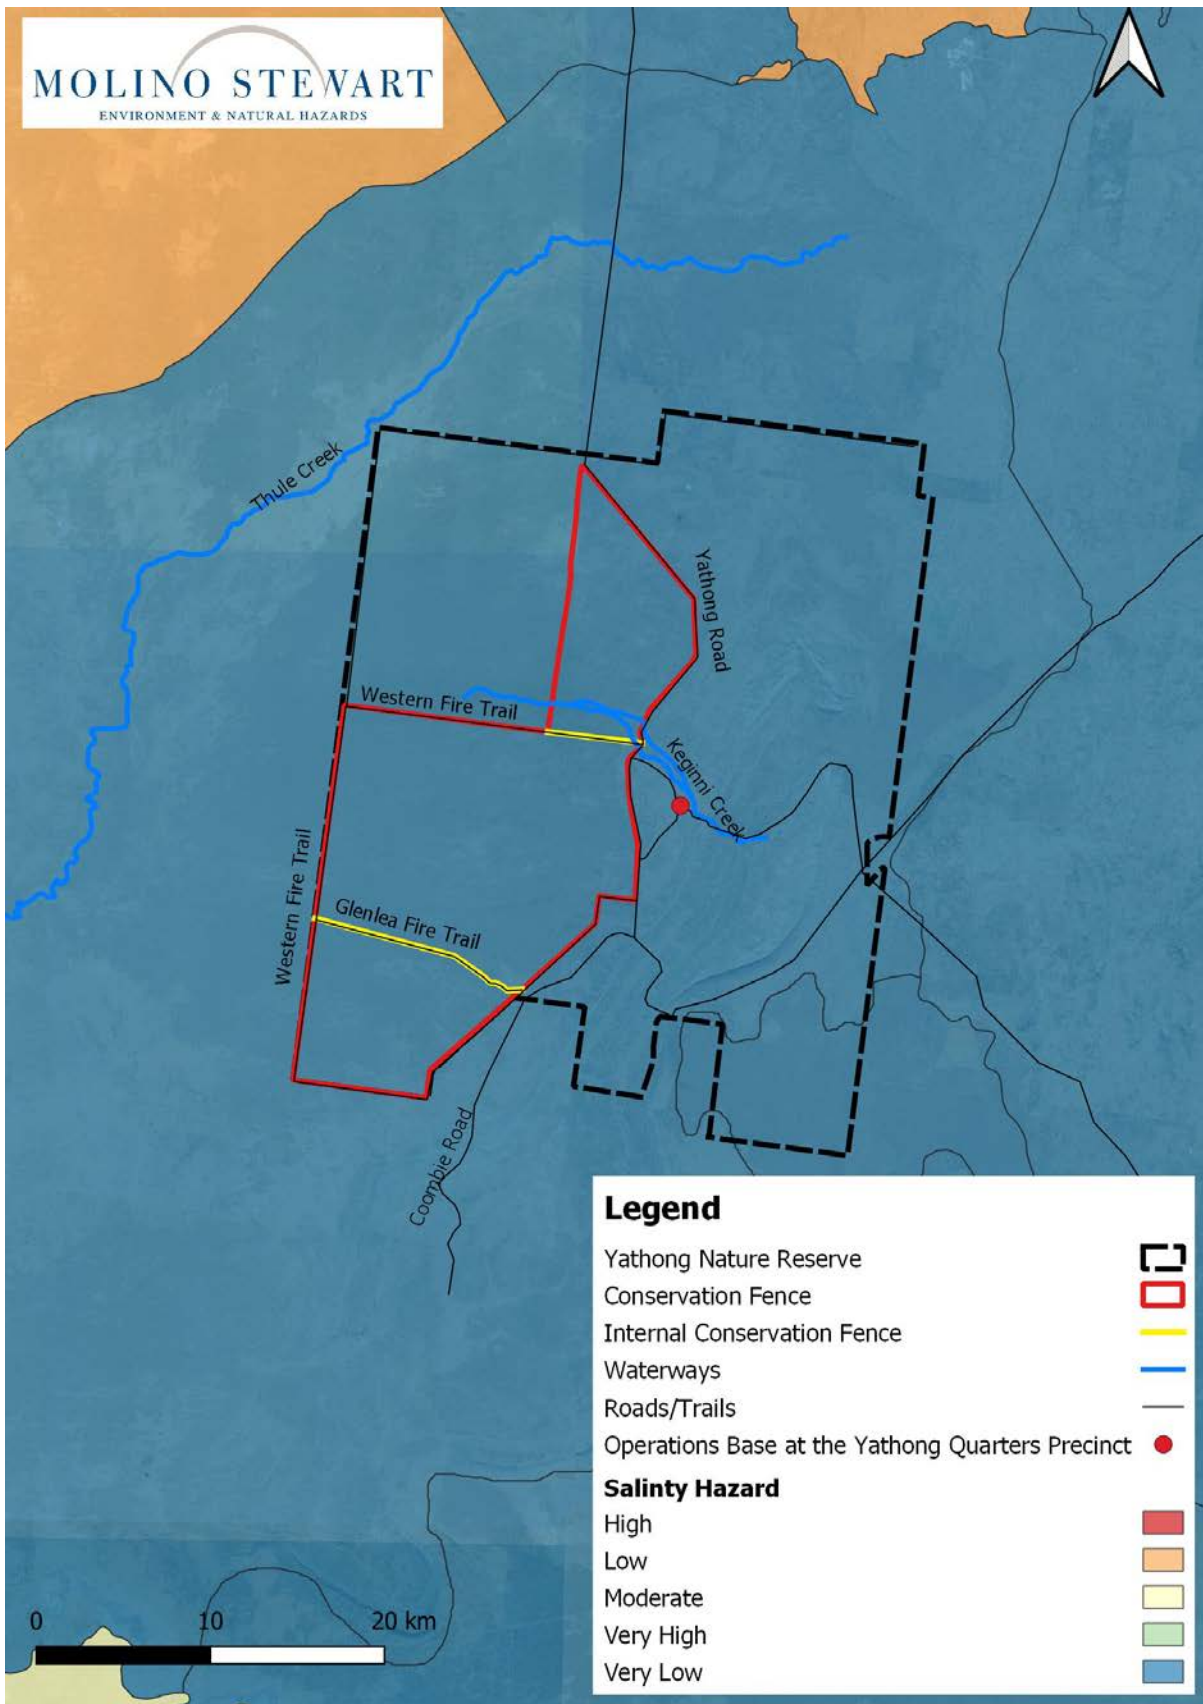 MOLINO STEWART
ENVIRONMENT & NATURAL HAZARDS
Thule Creek
Yathong Road
Western Fire Trail
Keginni Creek
Western Fire Trail
Glenlea Fire Trail
Coombie Road
Legend
Yathong Nature Reserve
Conservation Fence
Internal Conservation Fence
Waterways
Roads/Trails
Operations Base at the Yathong Quarters Precinct
Salinty Hazard
High
Low
Moderate
Very High
Very Low
0 10 20 km